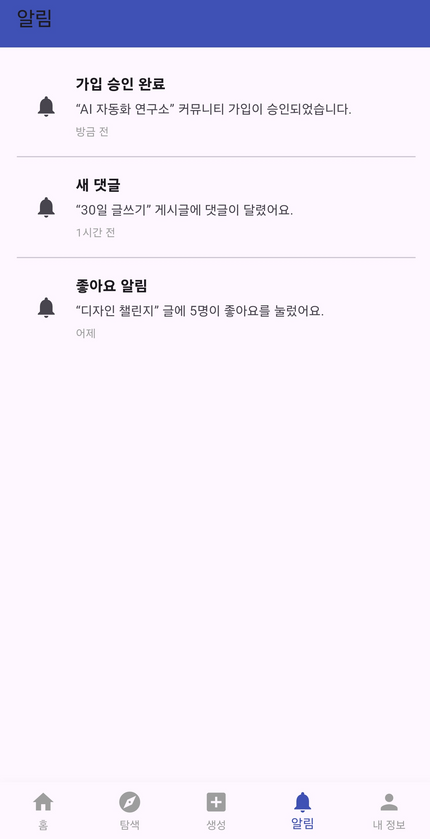 알림
가입 승인 완료
“AI 자동화 연구소” 커뮤니티 가입이 승인되었습니다.
방금 전
새 댓글
“30일 글쓰기” 게시글에 댓글이 달렸어요.
1시간 전
좋아요 알림
“디자인 챌린지” 글에 5명이 좋아요를 눌렀어요.
어제
홈
탐색
생성
알림
내 정보